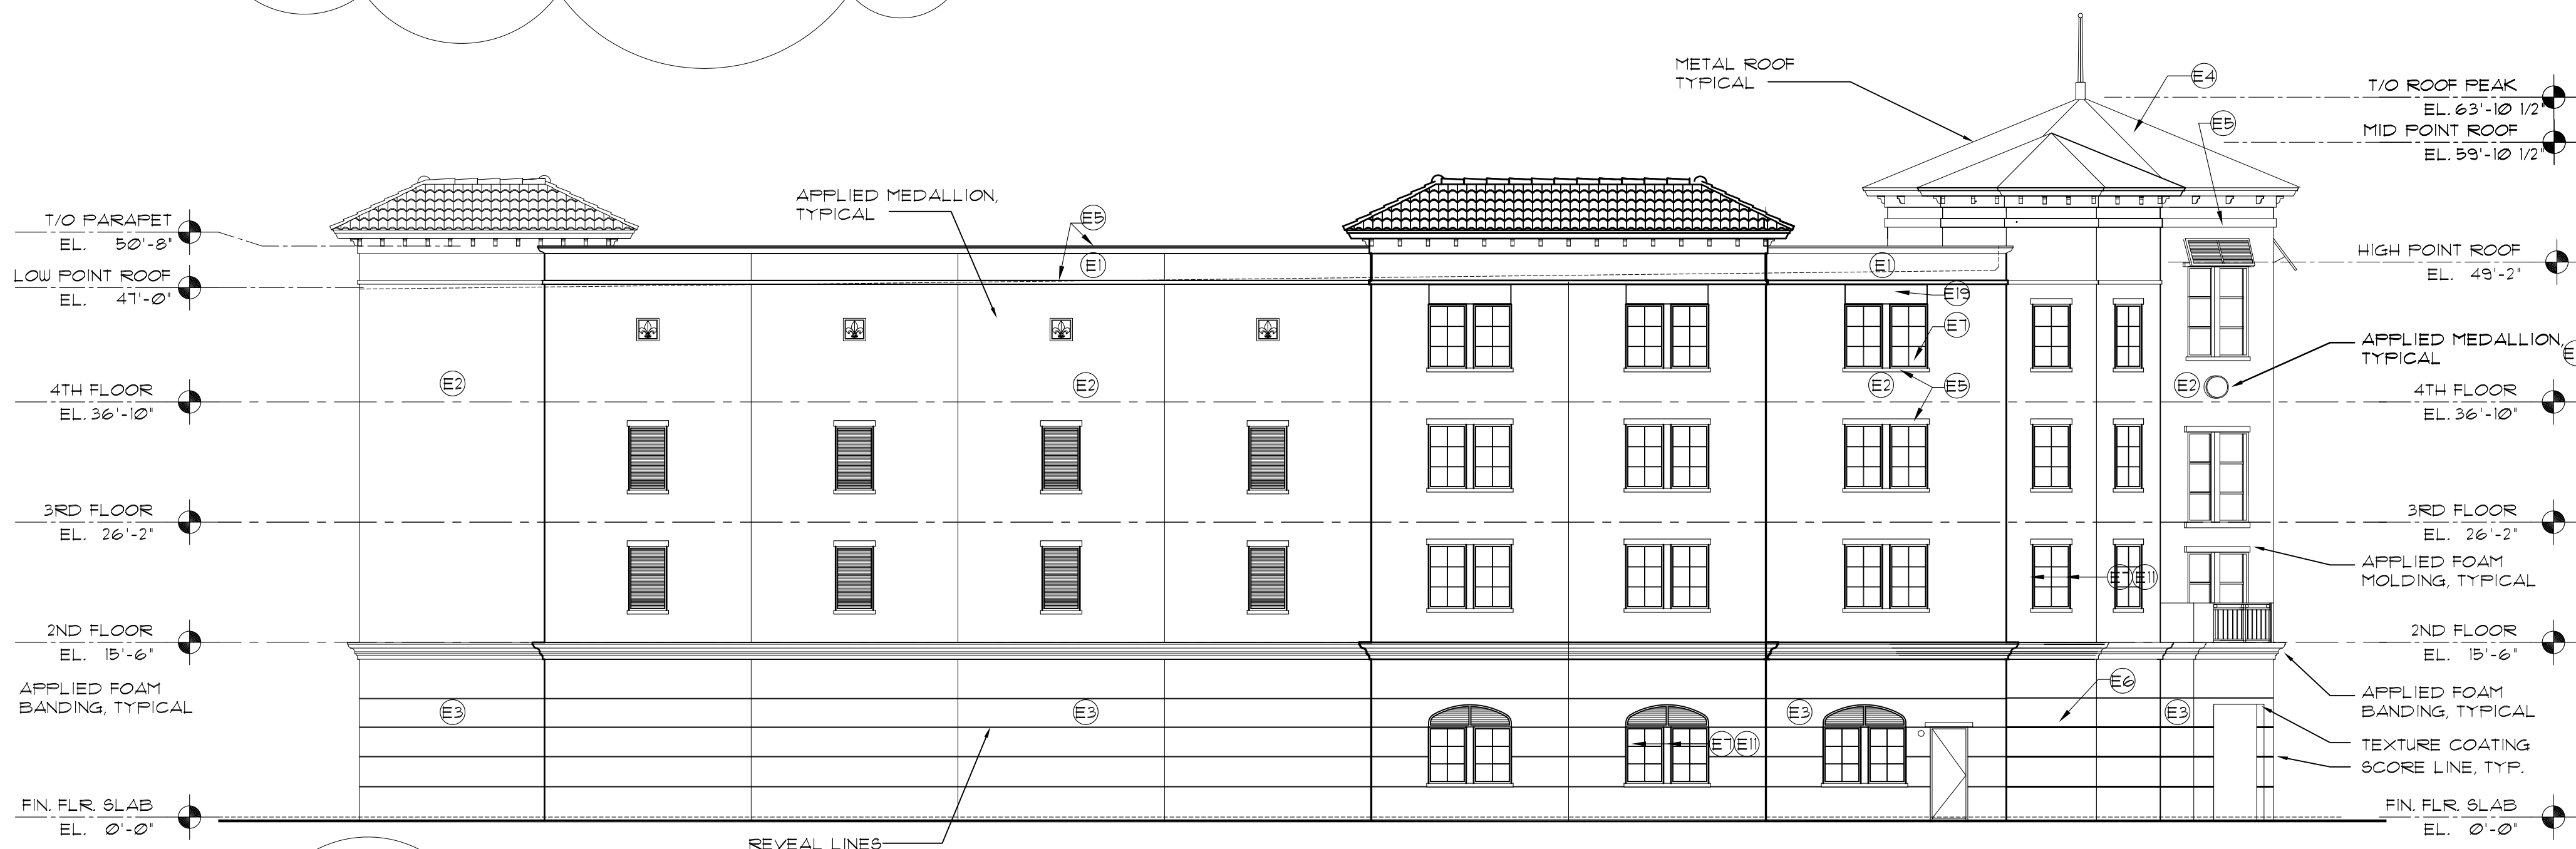 METAL ROOF
TYPICAL
E4
T/O ROOF PEAK
EL. 63'-10 1/2"
E5
MID POINT ROOF
EL. 59'-10 1/2"
APPLIED MEDALLION,
TYPICAL
T/O PARAPET
EL. 50'-8"
E5
E1
E1
LOW POINT ROOF
EL. 47'-0"
HIGH POINT ROOF
EL. 49'-2"
E19
E7
APPLIED MEDALLION,
TYPICAL
E2
E2
E2
E5
E2
4TH FLOOR
EL. 36'-10"
4TH FLOOR
EL. 36'-10"
3RD FLOOR
EL. 26'-2"
3RD FLOOR
EL. 26'-2"
APPLIED FOAM
MOLDING, TYPICAL
E7 E11
2ND FLOOR
EL. 15'-6"
2ND FLOOR
EL. 15'-6"
APPLIED FOAM
BANDING, TYPICAL
E6
APPLIED FOAM
BANDING, TYPICAL
E3
E3
E3
E3
E7 E11
TEXTURE COATING
SCORE LINE, TYP.
FIN. FLR. SLAB
EL. 0'-0"
FIN. FLR. SLAB
EL. 0'-0"
REVEAL LINES